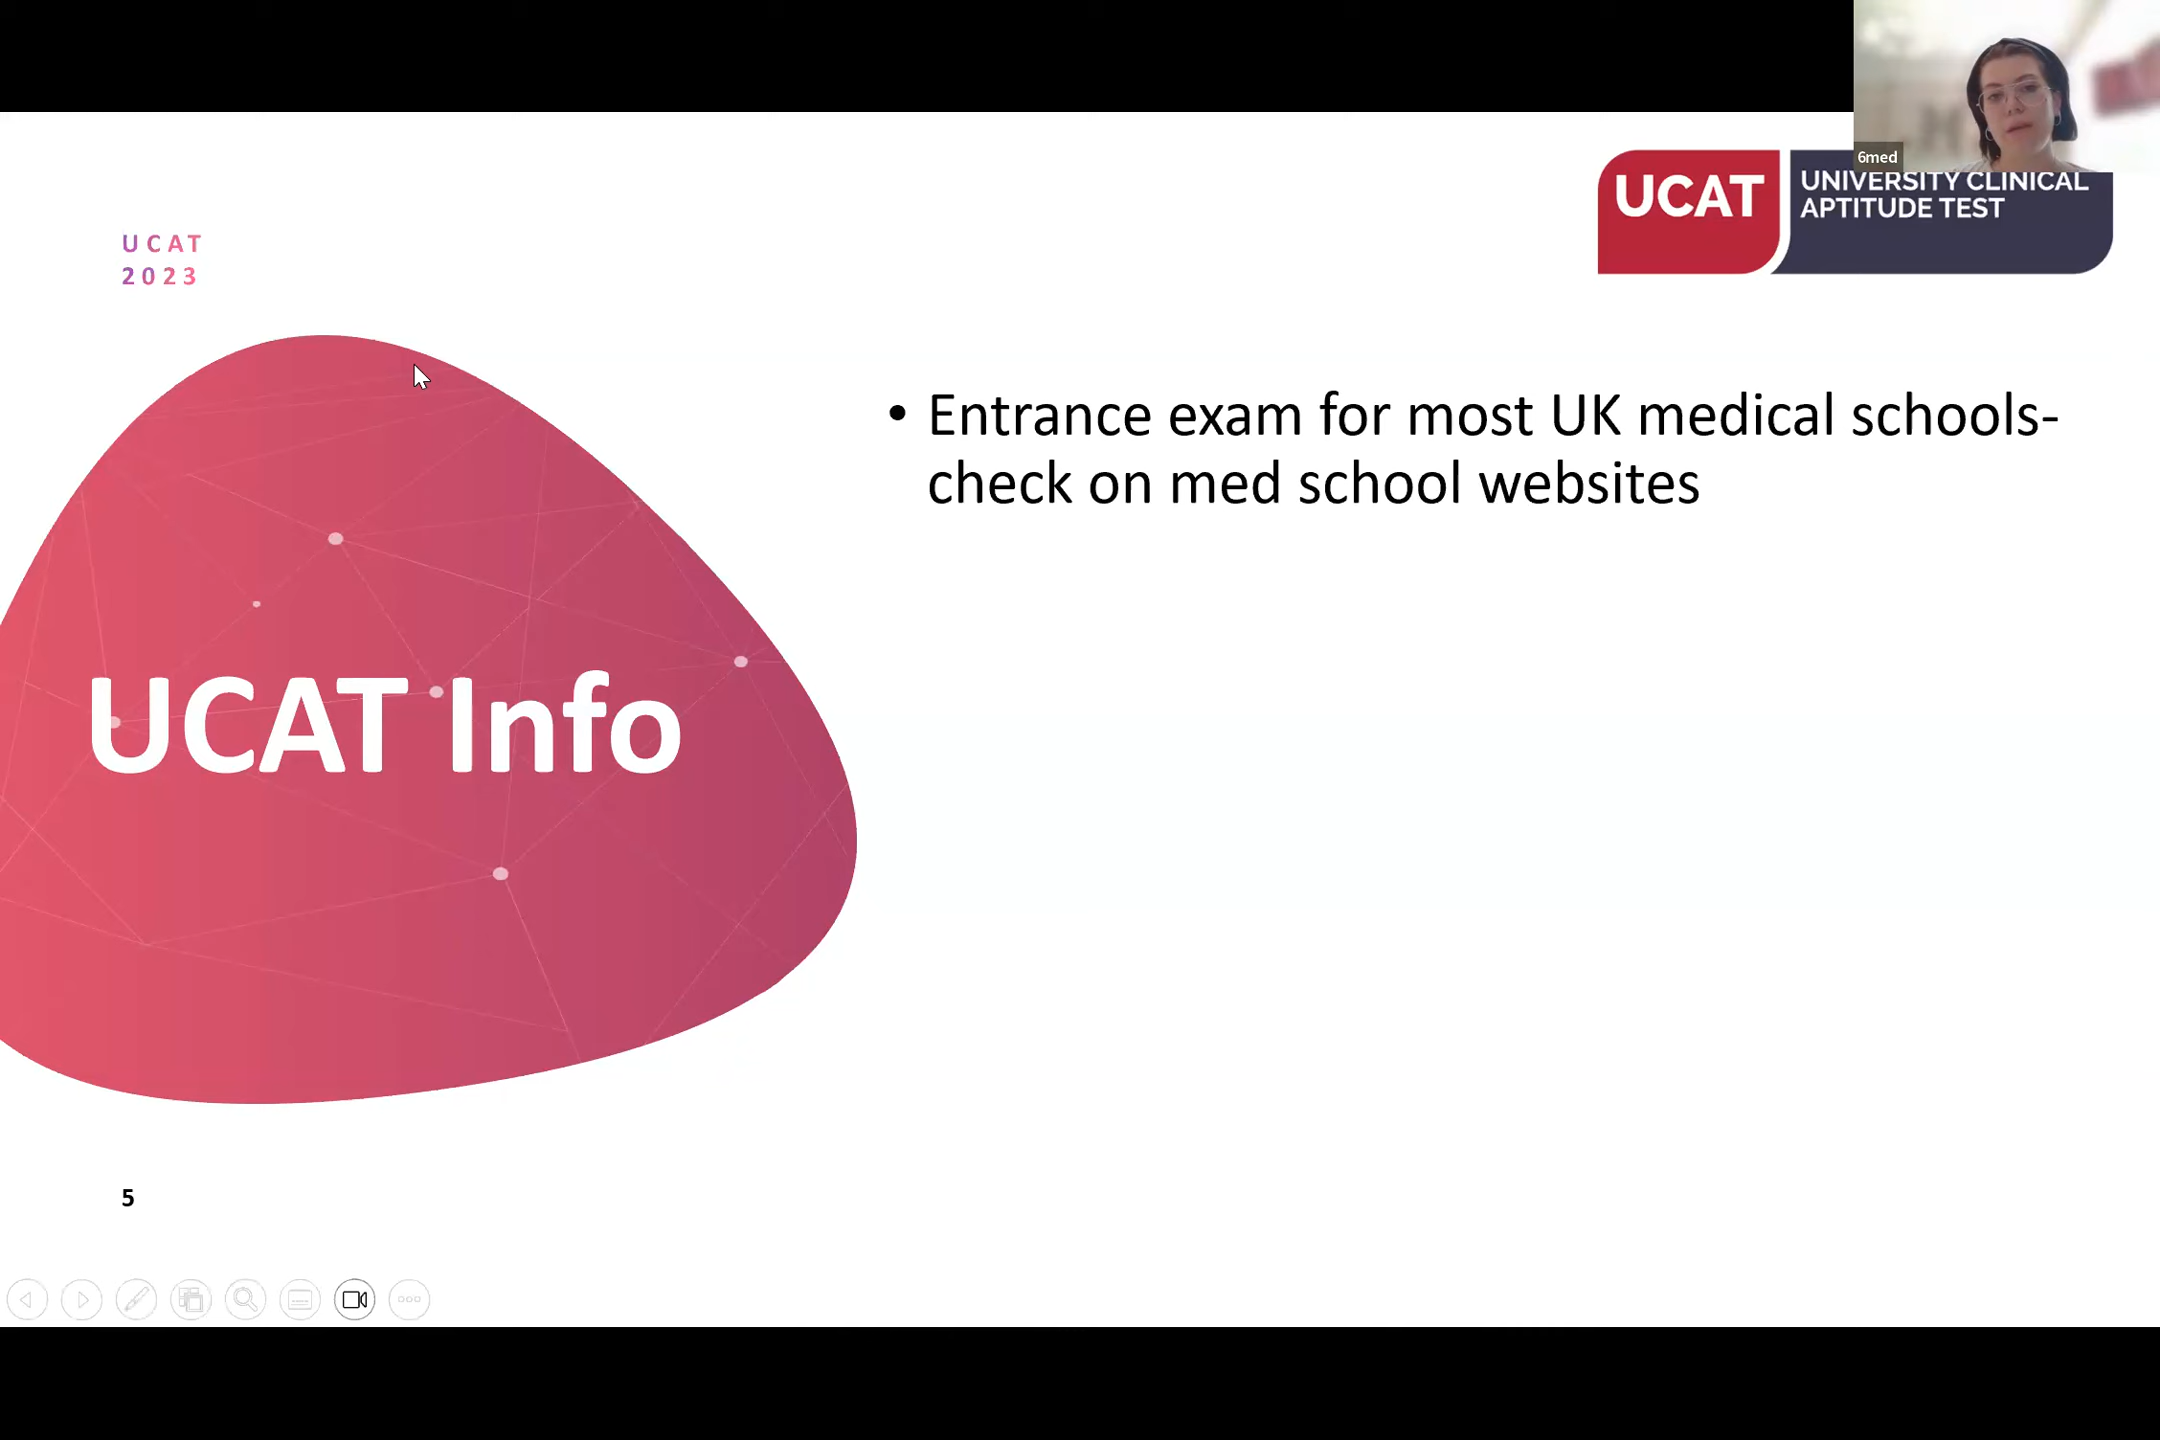 6med
UCAT
UNIVERSITY CLINICAL
APTITUDE TEST
UCAT
2023
• Entrance exam for most UK medical schools-
check on med school websites
UCAT Info
5